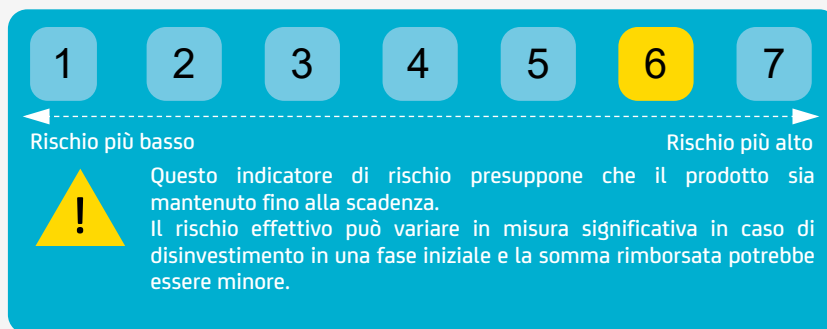 1 2 3 4 5 6 7
Rischio più basso Rischio più alto
!
Questo indicatore di rischio presuppone che il prodotto sia
mantenuto fino alla scadenza.
Il rischio effettivo può variare in misura significativa in caso di
disinvestimento in una fase iniziale e la somma rimborsata potrebbe
essere minore.